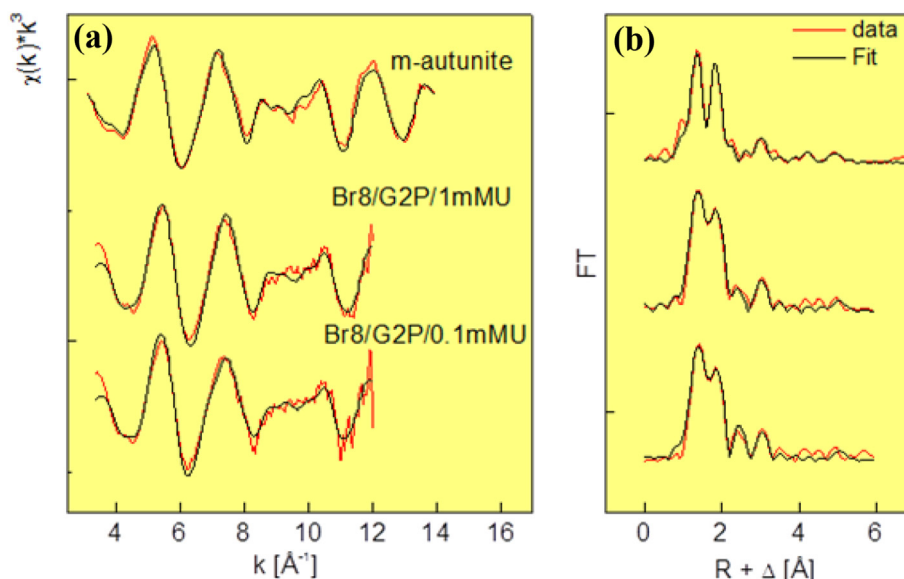 (a)
χ(k)*k³
m-autunite
Br8/G2P/1mMU
Br8/G2P/0.1mMU
4 6 8 10 12 14 16
k [Å⁻¹]
(b)
data
Fit
FT
0 2 4 6
R + Δ [Å]